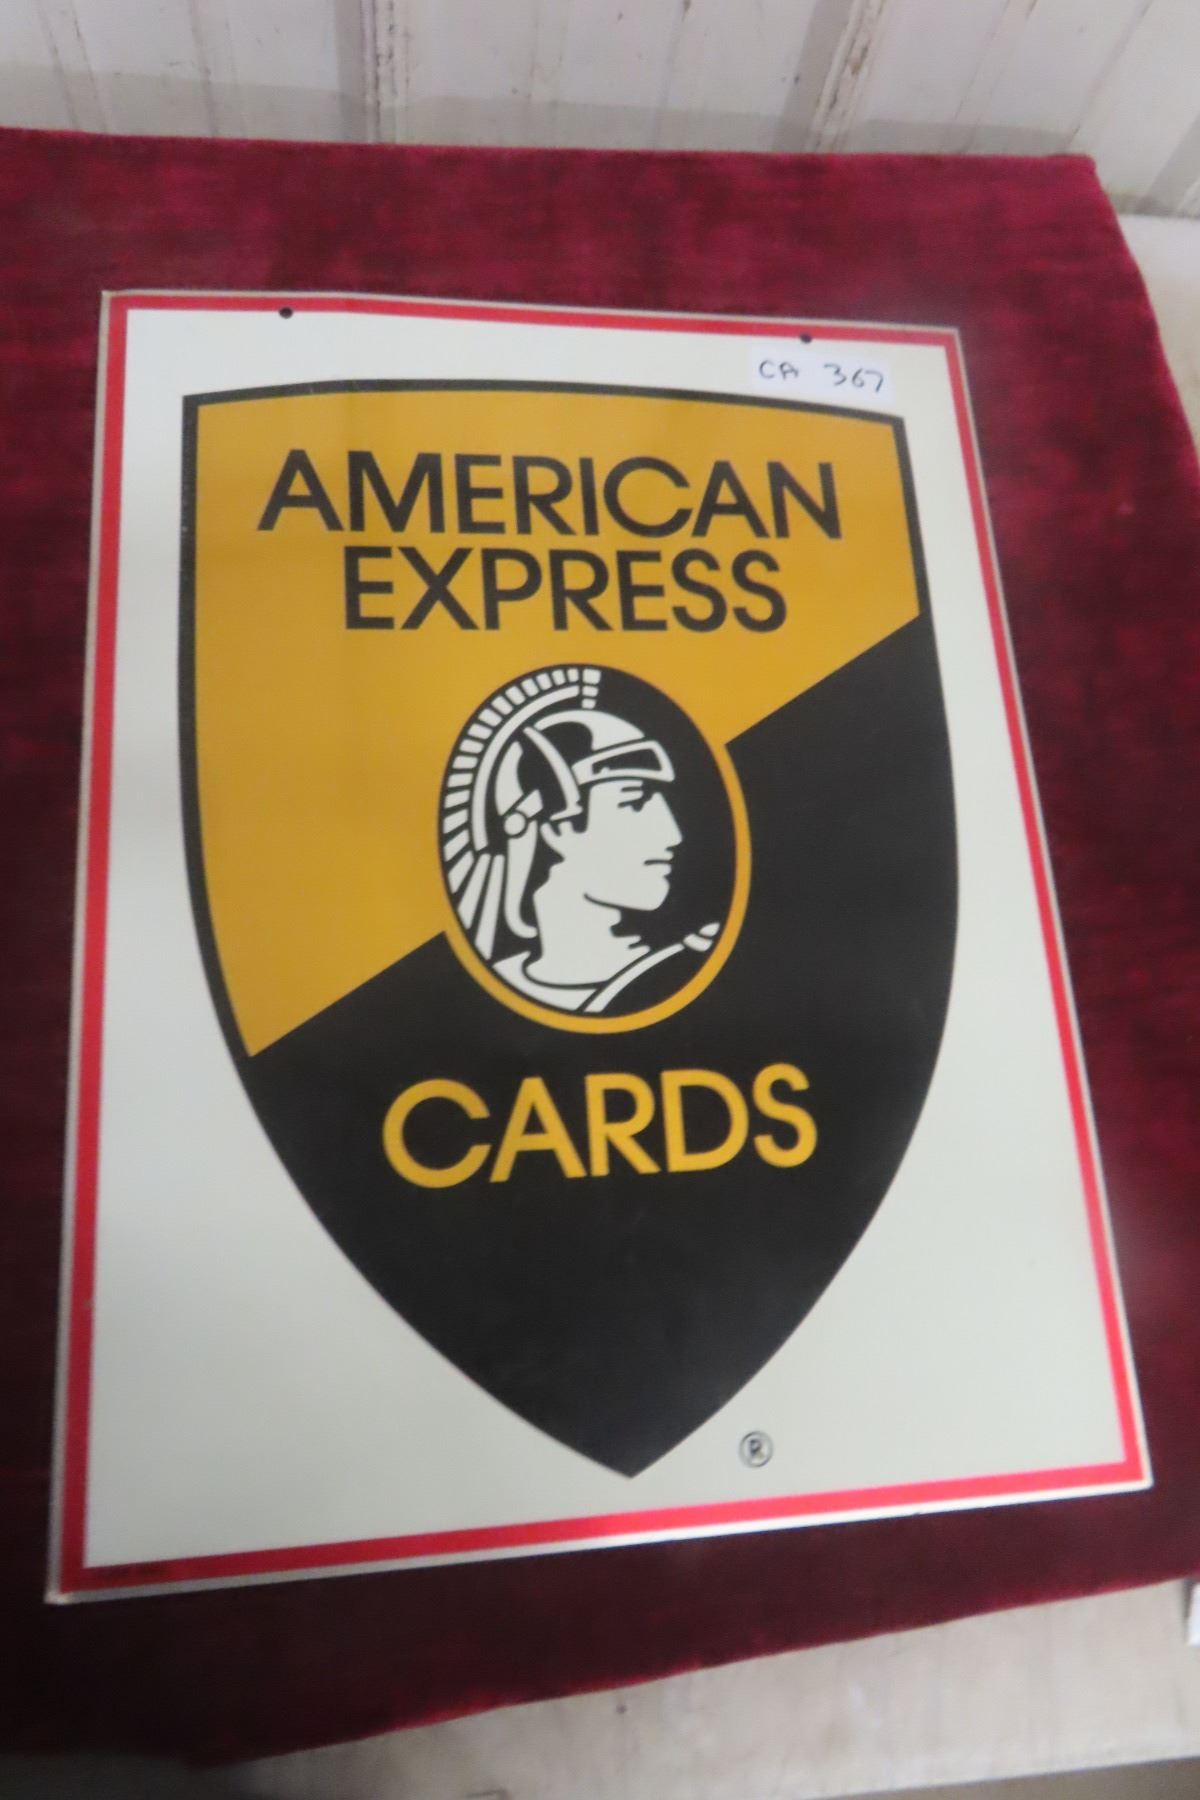 CA 367
AMERICAN
EXPRESS
CARDS
®